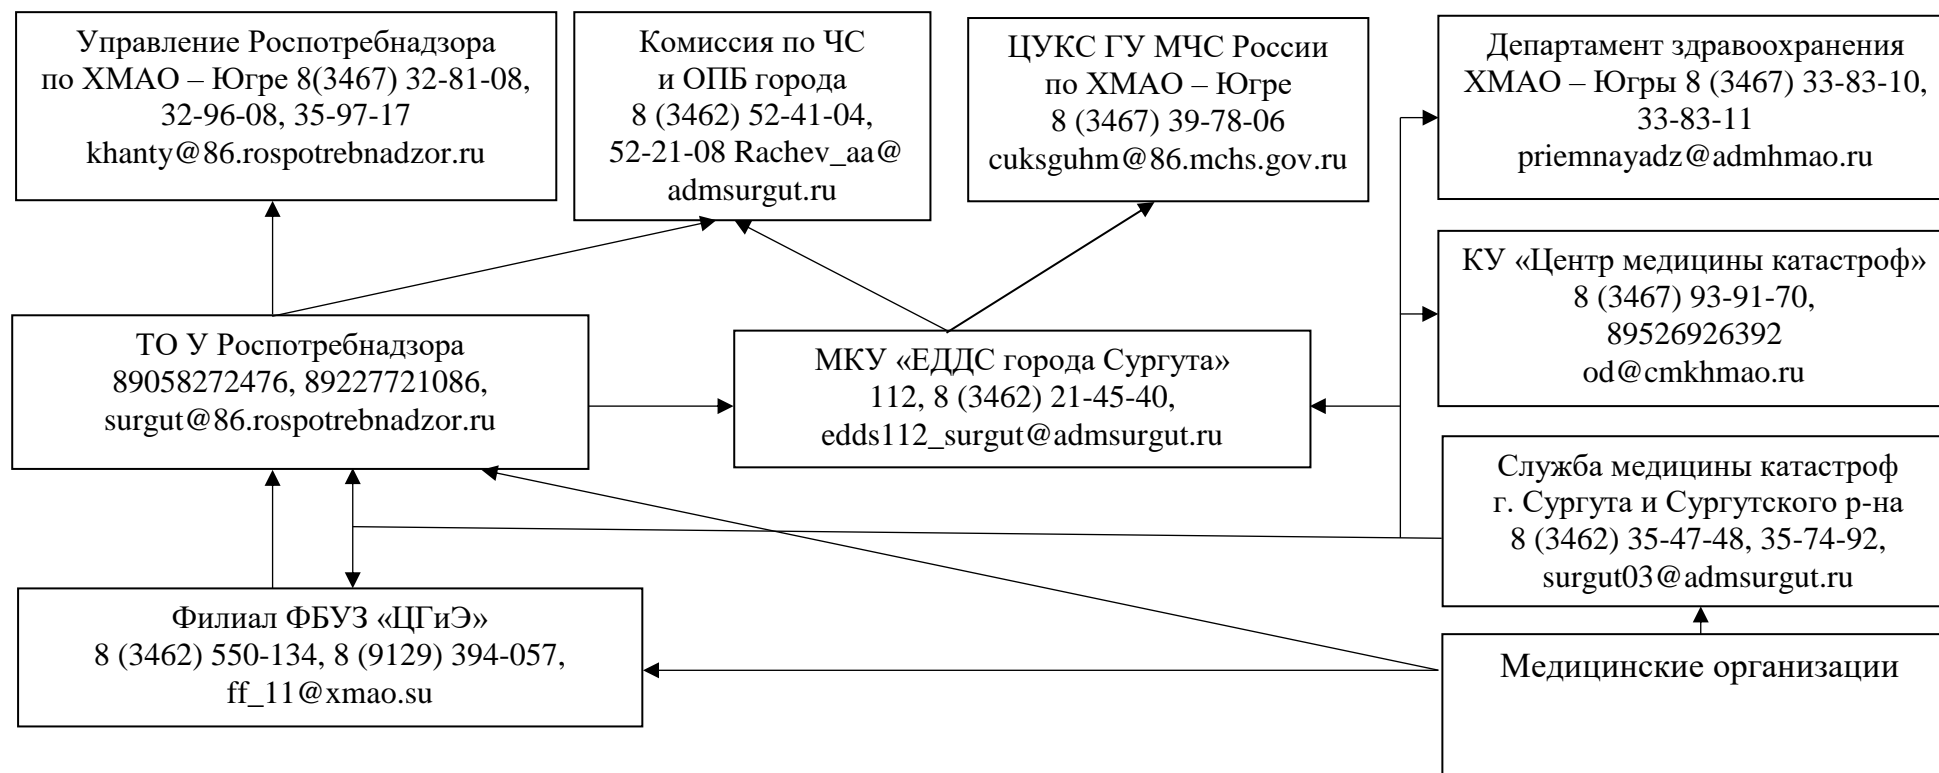 Управление Роспотребнадзора
по ХМАО – Югре 8(3467) 32-81-08,
32-96-08, 35-97-17
khanty@86.rospotrebnadzor.ru
Комиссия по ЧС
и ОПБ города
8 (3462) 52-41-04,
52-21-08 Rachev_aa@
admsurgut.ru
ЦУКС ГУ МЧС России
по ХМАО – Югре
8 (3467) 39-78-06
cuksguhm@86.mchs.gov.ru
Департамент здравоохранения
ХМАО – Югры 8 (3467) 33-83-10,
33-83-11
priemnayadz@admhmao.ru
КУ «Центр медицины катастроф»
8 (3467) 93-91-70,
89526926392
od@cmkhmao.ru
ТО У Роспотребнадзора
89058272476, 89227721086,
surgut@86.rospotrebnadzor.ru
МКУ «ЕДДС города Сургута»
112, 8 (3462) 21-45-40,
edds112_surgut@admsurgut.ru
Служба медицины катастроф
г. Сургута и Сургутского р-на
8 (3462) 35-47-48, 35-74-92,
surgut03@admsurgut.ru
Филиал ФБУЗ «ЦГиЭ»
8 (3462) 550-134, 8 (9129) 394-057,
ff_11@xmao.su
Медицинские организации